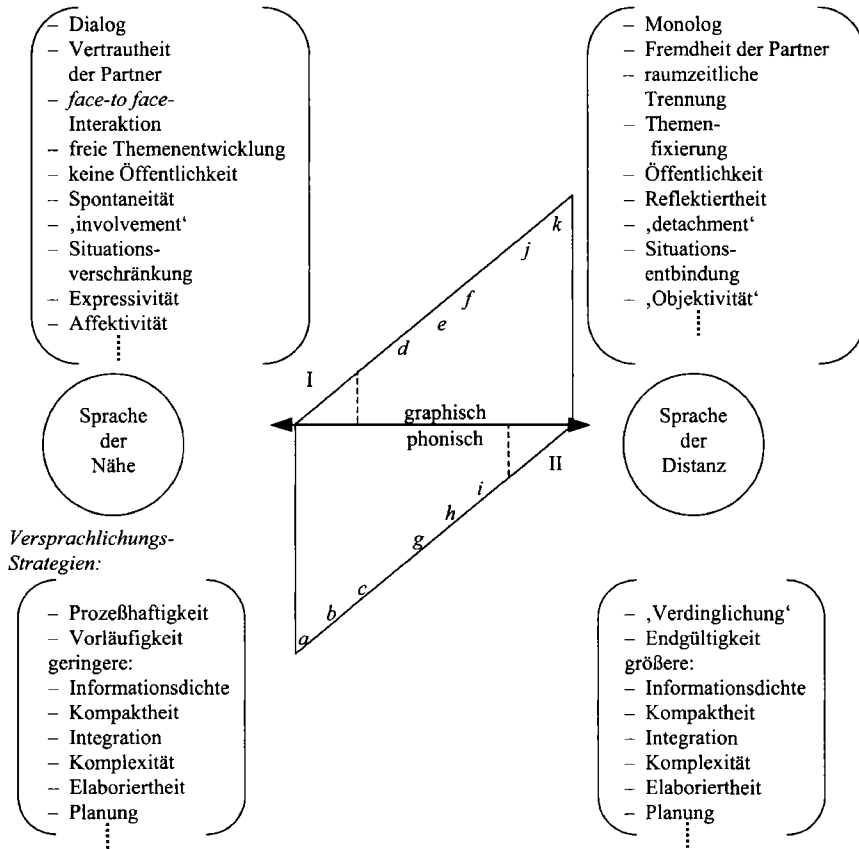 – Dialog
– Vertrautheit
der Partner
– face-to face-
Interaktion
– freie Themenentwicklung
– keine Öffentlichkeit
– Spontaneität
– ‚involvement‘
– Situations-
verschränkung
– Expressivität
– Affektivität
– Monolog
– Fremdheit der Partner
– raumzeitliche
Trennung
– Themen-
fixierung
– Öffentlichkeit
– Reflektiertheit
– ‚detachment‘
– Situations-
entbindung
– ‚Objektivität‘
k
j
f
e
d
I
Sprache
der
Nähe
graphisch
phonisch
Sprache
der
Distanz
II
i
h
g
c
b
a
Versprachlichungs-
Strategien:
– Prozeßhaftigkeit
– Vorläufigkeit
geringere:
– Informationsdichte
– Kompaktheit
– Integration
– Komplexität
– Elaboriertheit
– Planung
– ‚Verdinglichung‘
– Endgültigkeit
größere:
– Informationsdichte
– Kompaktheit
– Integration
– Komplexität
– Elaboriertheit
– Planung